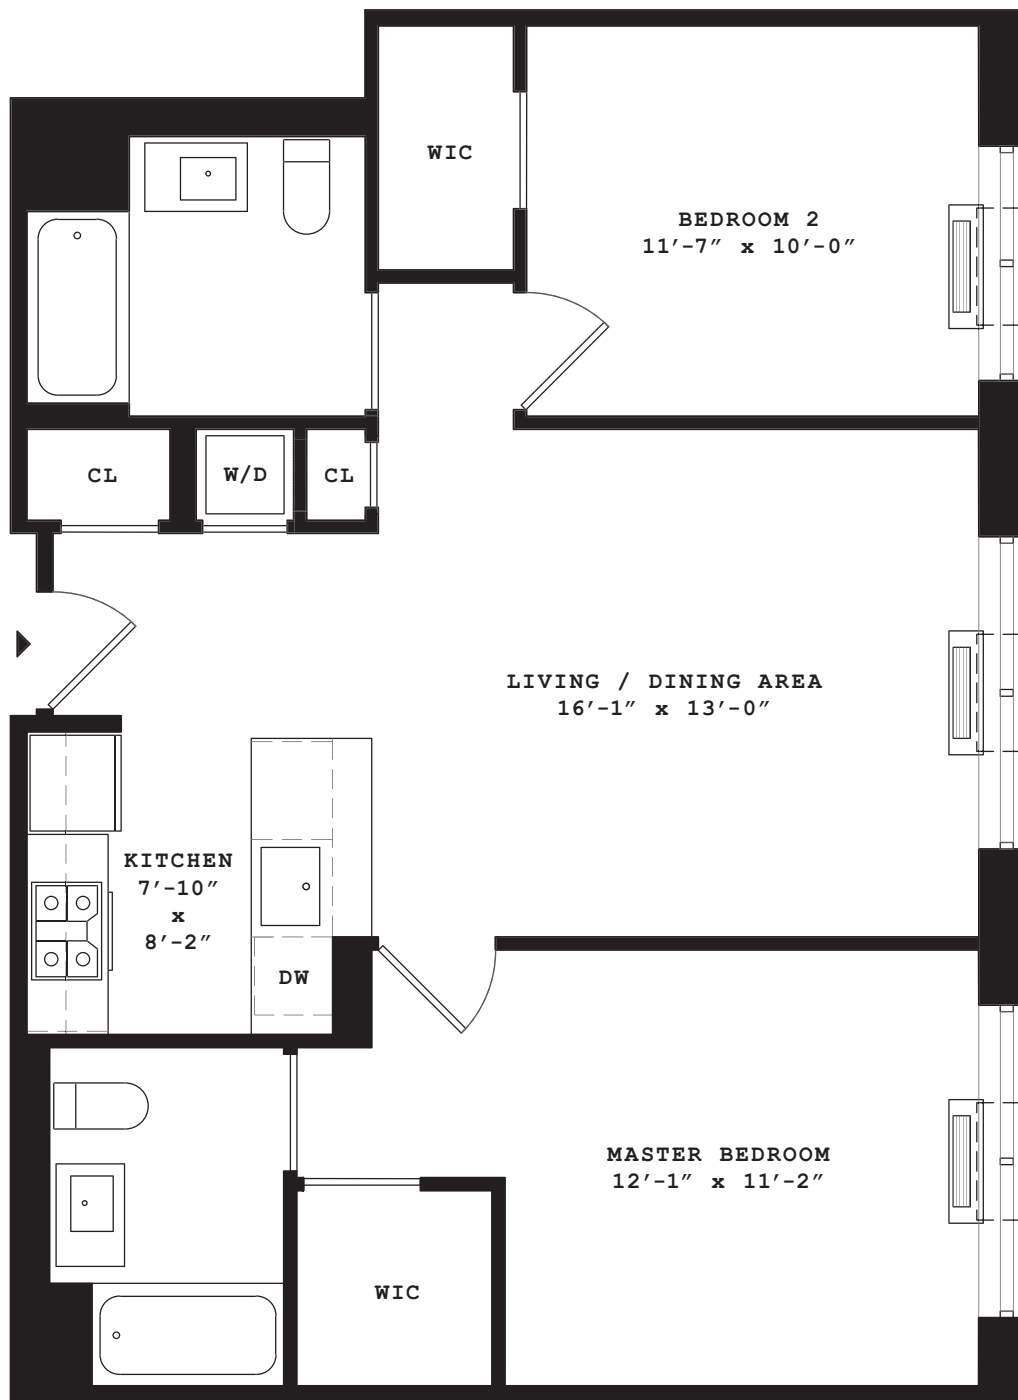 WIC
BEDROOM 2
11′-7″ x 10′-0″
CL
W/D
CL
LIVING / DINING AREA
16′-1″ x 13′-0″
KITCHEN
7′-10″
x
8′-2″
DW
MASTER BEDROOM
12′-1″ x 11′-2″
WIC